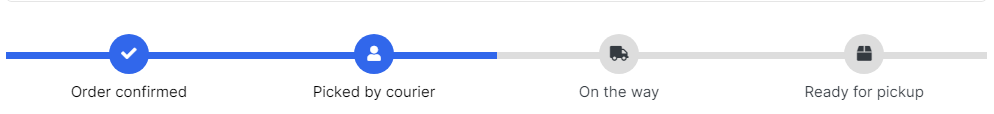 Order confirmed
Picked by courier
On the way
Ready for pickup